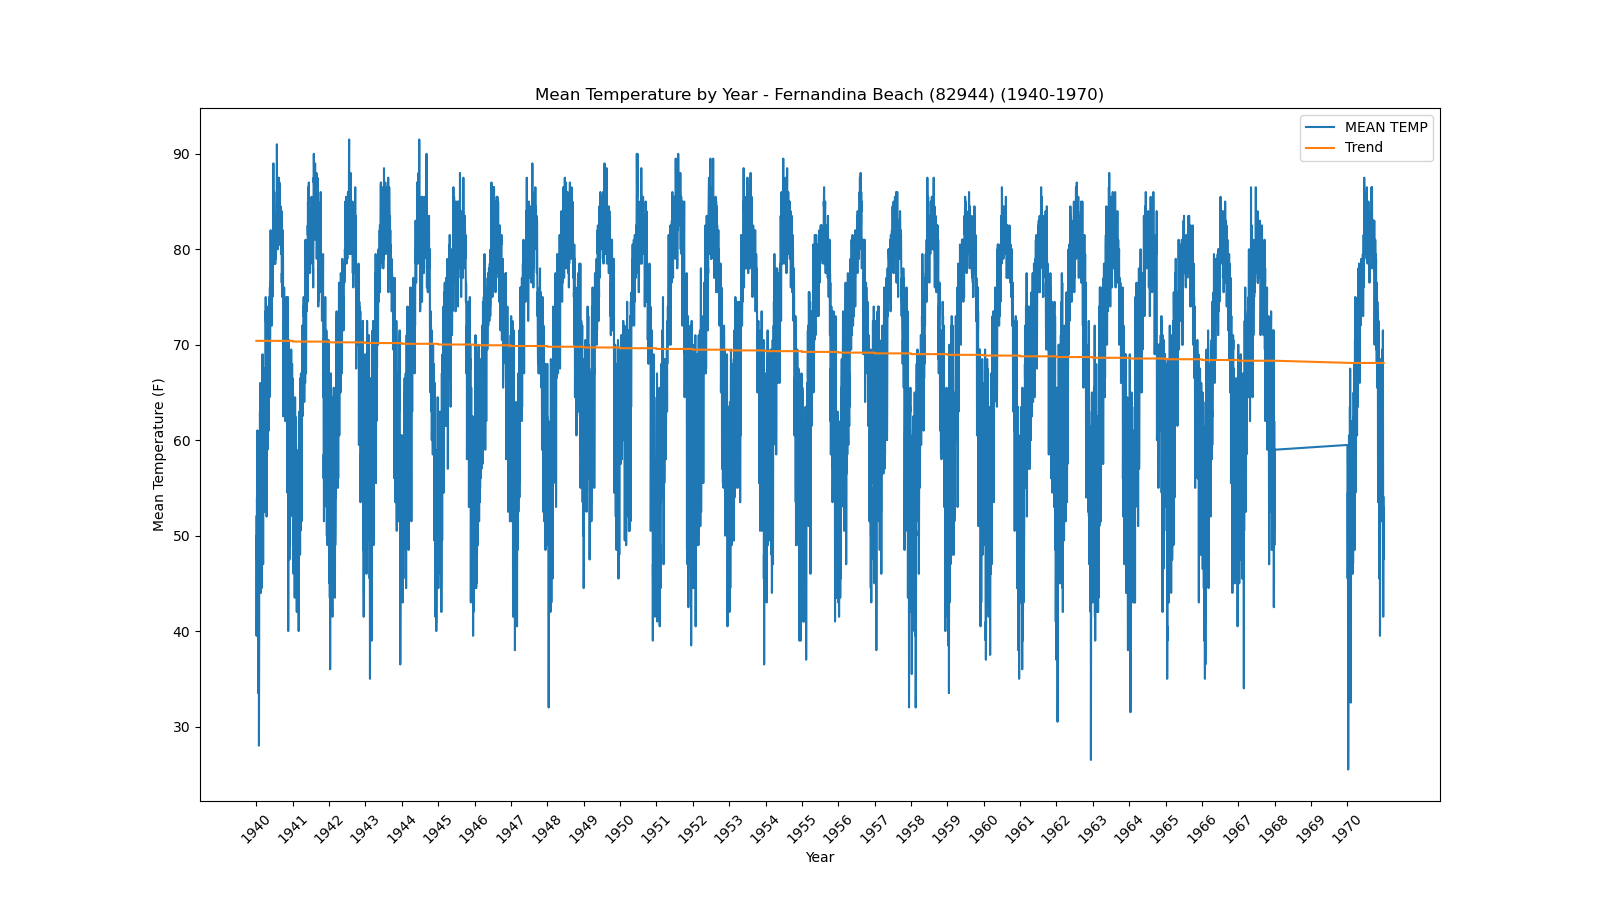 Mean Temperature by Year - Fernandina Beach (82944) (1940-1970)
MEAN TEMP
Trend
90
80
70
60
50
40
30
Mean Temperature (F)
1940 1941 1942 1943 1944 1945 1946 1947 1948 1949 1950 1951 1952 1953 1954 1955 1956 1957 1958 1959 1960 1961 1962 1963 1964 1965 1966 1967 1968 1969 1970
Year